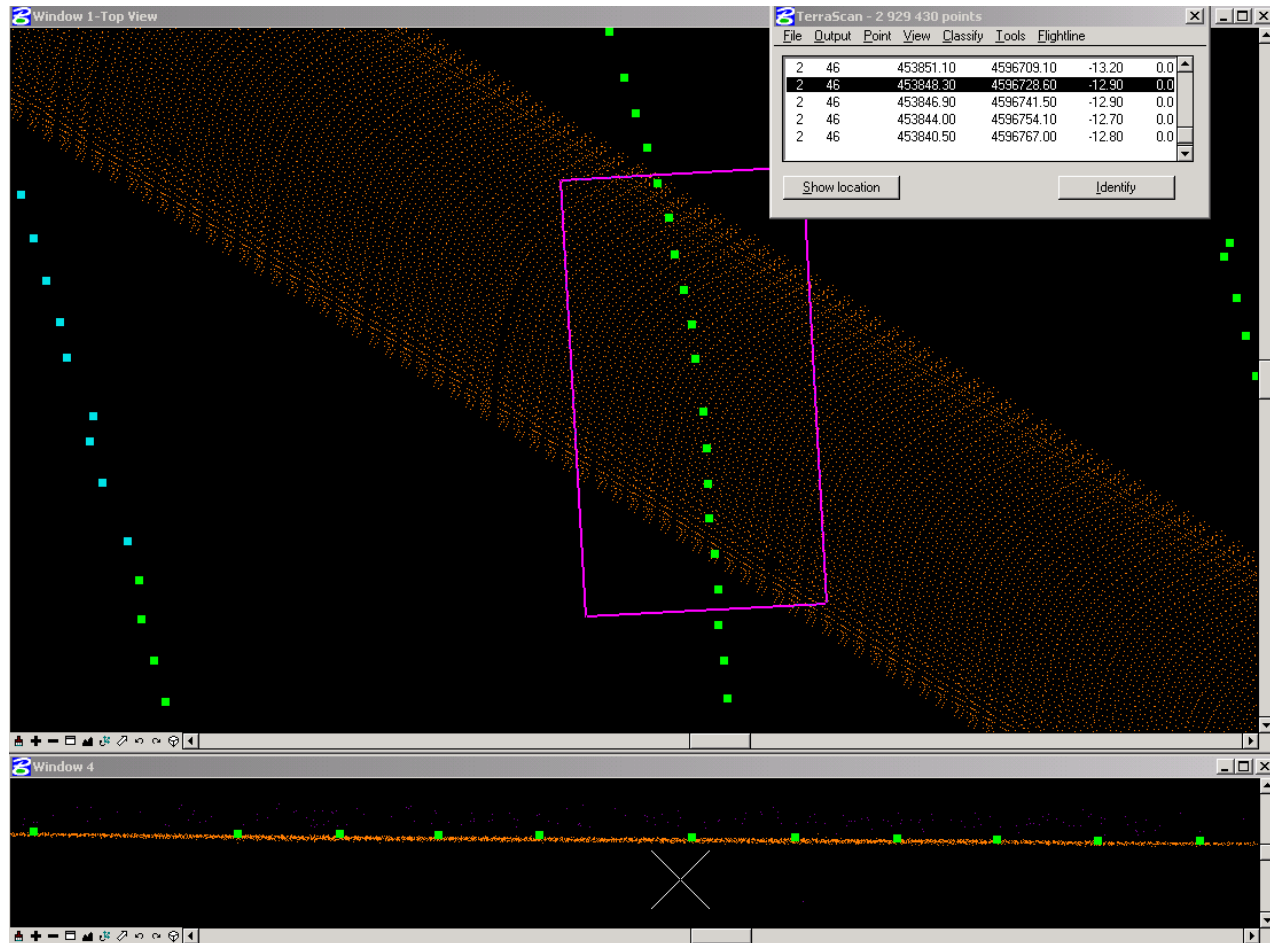 Window 1-Top View
TerraScan - 2 929 430 points
File Output Point View Classify Tools Flightline
2 46 453851.10 4596709.10 -13.20 0.0
2 46 453848.30 4596728.60 -12.90 0.0
2 46 453846.90 4596741.50 -12.90 0.0
2 46 453844.00 4596754.10 -12.70 0.0
2 46 453840.50 4596767.00 -12.80 0.0
Show location Identify
Window 4